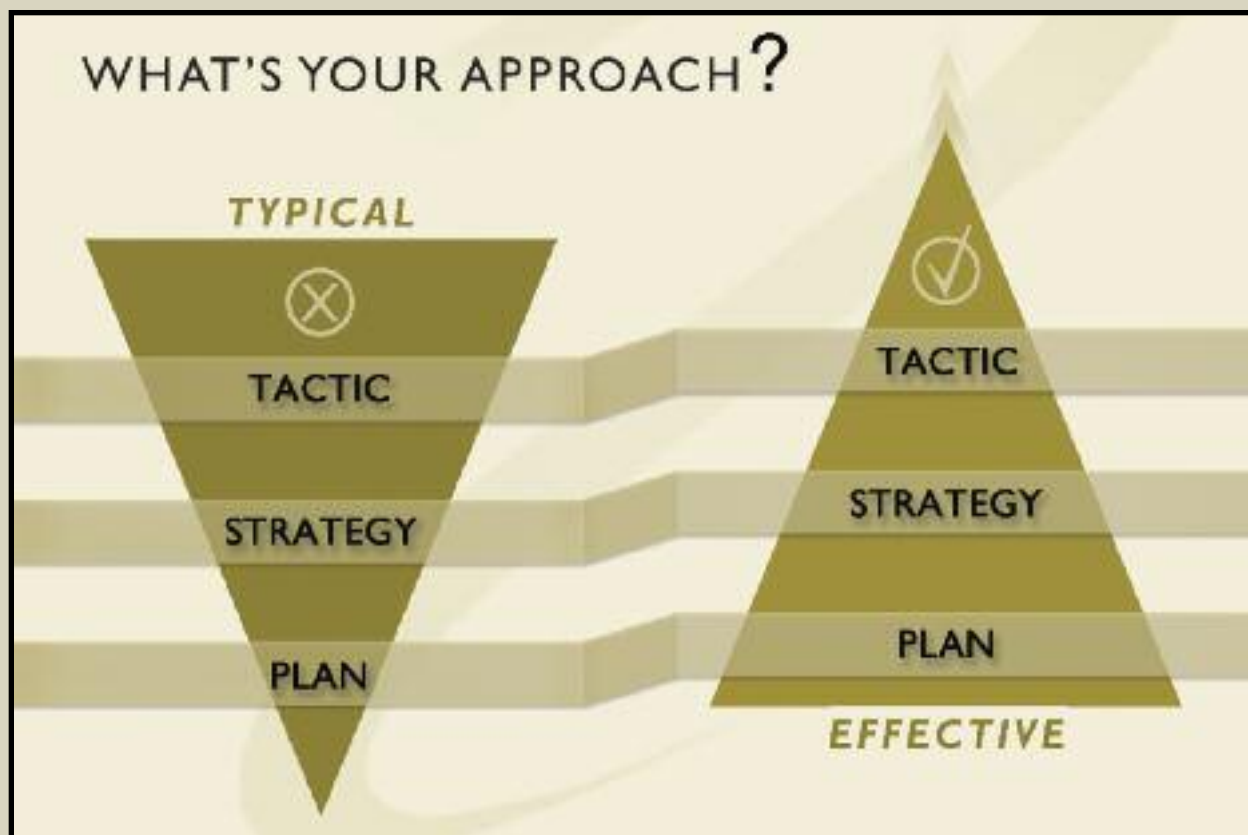 WHAT'S YOUR APPROACH?
TYPICAL
TACTIC
STRATEGY
PLAN
TACTIC
STRATEGY
PLAN
EFFECTIVE